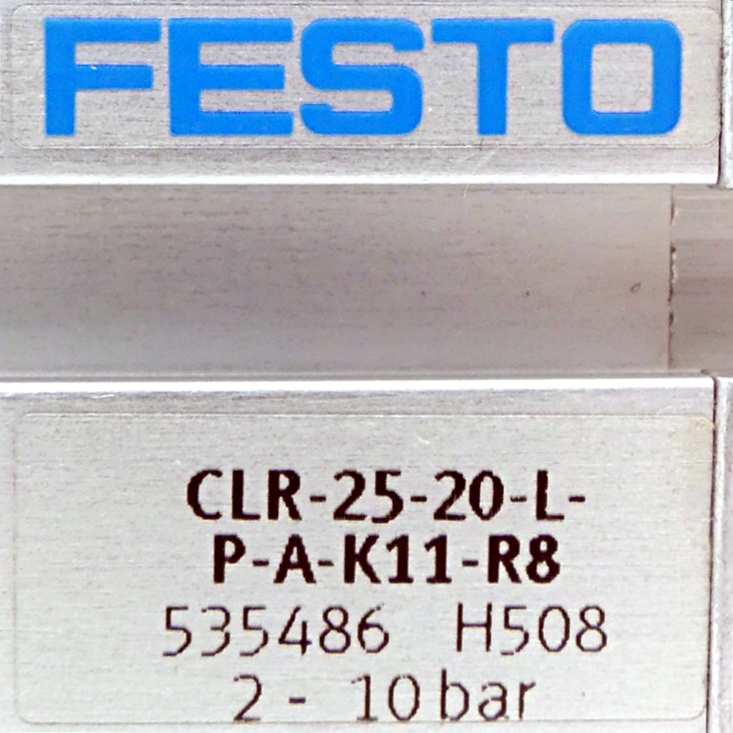 FESTO
CLR-25-20-L-
P-A-K11-R8
535486 H508
2 - 10 bar